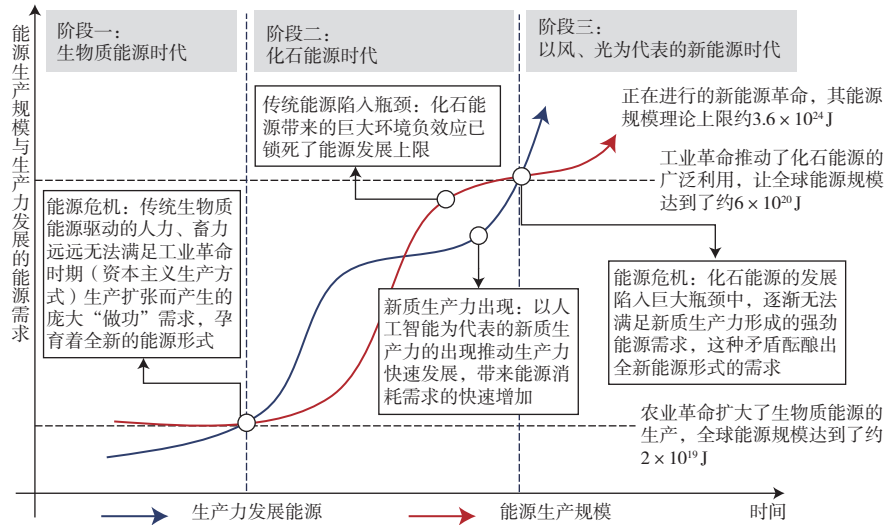 能源生产规模与生产力发展的能源需求
阶段一：
生物质能源时代
阶段二：
化石能源时代
阶段三：
以风、光为代表的新能源时代
传统能源陷入瓶颈：化石能
源带来的巨大环境负效应已
锁死了能源发展上限
正在进行的新能源革命，其能源
规模理论上限约3.6×10²⁴J
工业革命推动了化石能源的
广泛利用，让全球能源规模
达到了约6×10²⁰J
能源危机：传统生物质
能源驱动的人力、畜力
远远无法满足工业革命
时期（资本主义生产方
式）生产扩张而产生的
庞大“做功”需求，孕
育着全新的能源形式
新质生产力出现：以人
工智能为代表的新质生
产力的出现推动生产力
快速发展，带来能源消
耗需求的快速增加
能源危机：化石能源的发展
陷入巨大瓶颈中，逐渐无法
满足新质生产力形成的强劲
能源需求，这种矛盾酝酿出
全新能源形式的需求
农业革命扩大了生物质能源的
生产，全球能源规模达到了约
2×10¹⁹J
生产力发展能源
能源生产规模
时间